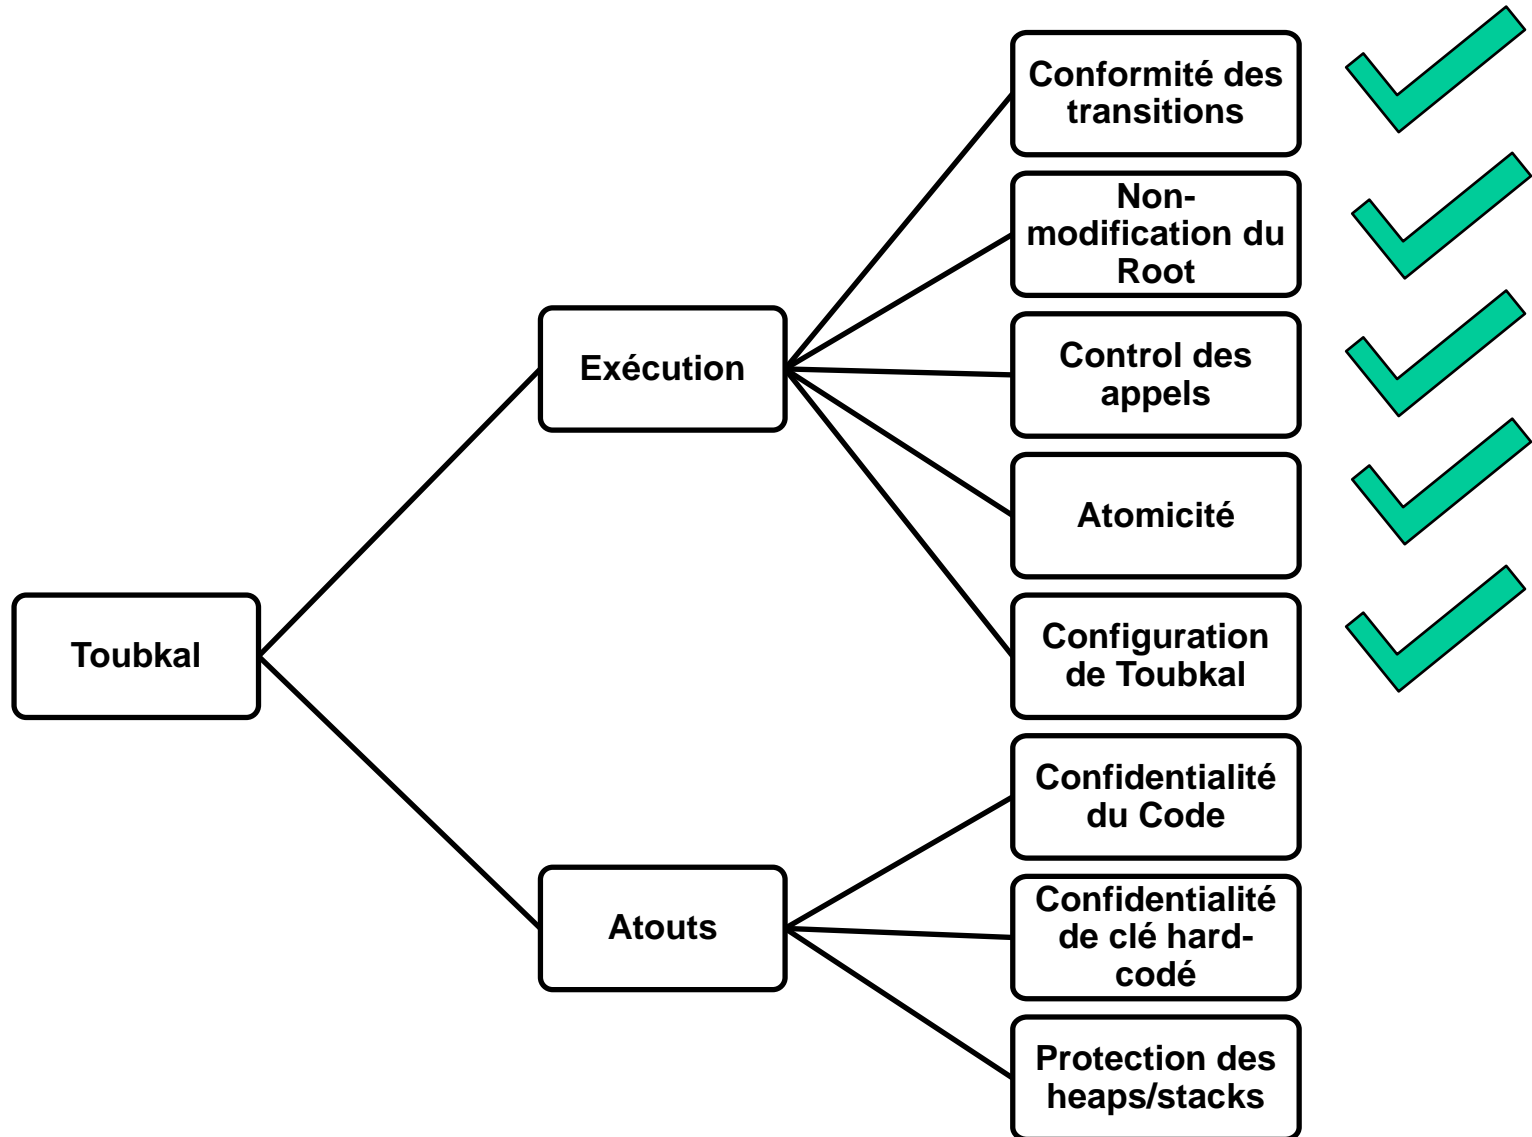 Conformité des
transitions
Non-
modification du
Root
Control des
appels
Exécution
Atomicité
Configuration
de Toubkal
Toubkal
Confidentialité
du Code
Confidentialité
de clé hard-
codé
Atouts
Protection des
heaps/stacks